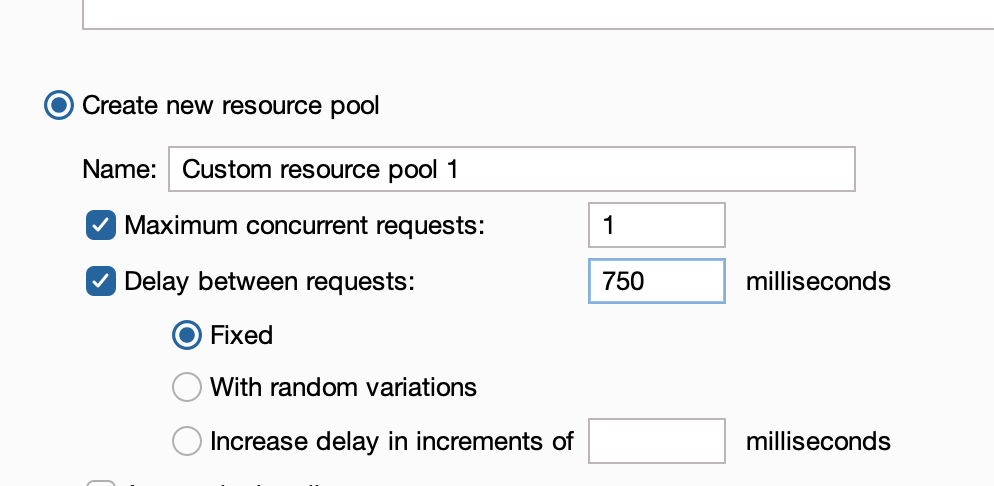 Create new resource pool
Name: Custom resource pool 1
Maximum concurrent requests: 1
Delay between requests: 750 milliseconds
Fixed
With random variations
Increase delay in increments of milliseconds